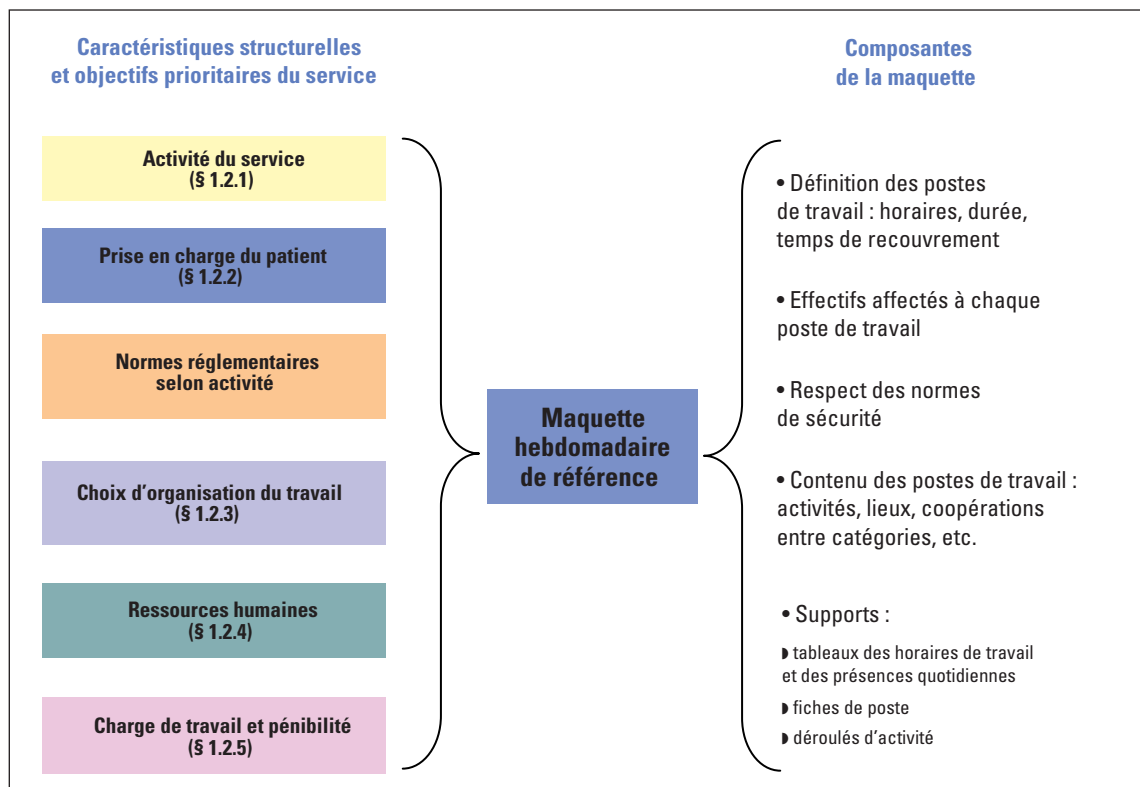 Caractéristiques structurelles
et objectifs prioritaires du service
Activité du service
(§ 1.2.1)
Prise en charge du patient
(§ 1.2.2)
Normes réglementaires
selon activité
Choix d'organisation du travail
(§ 1.2.3)
Ressources humaines
(§ 1.2.4)
Charge de travail et pénibilité
(§ 1.2.5)
Maquette
hebdomadaire
de référence
Composantes
de la maquette
• Définition des postes
de travail : horaires, durée,
temps de recouvrement
• Effectifs affectés à chaque
poste de travail
• Respect des normes
de sécurité
• Contenu des postes de travail :
activités, lieux, coopérations
entre catégories, etc.
• Supports :
◗ tableaux des horaires de travail
et des présences quotidiennes
◗ fiches de poste
◗ déroulés d'activité